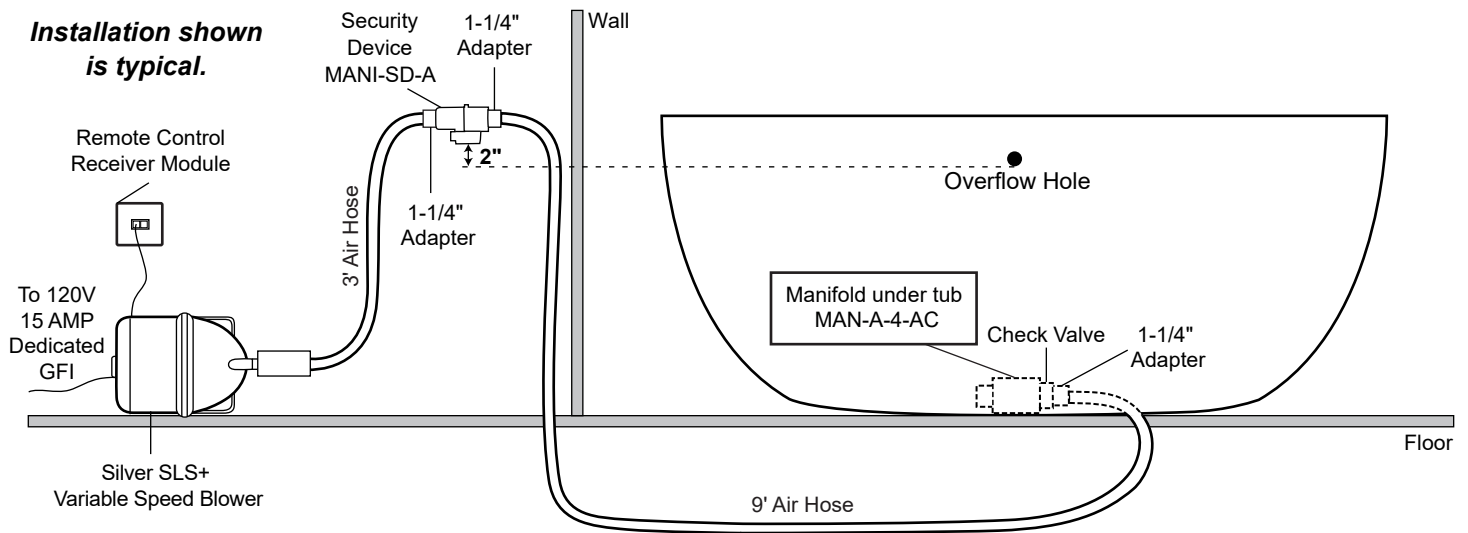 Installation shown
is typical.
Security
Device
MANI-SD-A
1-1/4"
Adapter
Wall
Remote Control
Receiver Module
2"
Overflow Hole
3' Air Hose
1-1/4"
Adapter
To 120V
15 AMP
Dedicated
GFI
Manifold under tub
MAN-A-4-AC
Check Valve
1-1/4"
Adapter
Floor
Silver SLS+
Variable Speed Blower
9' Air Hose